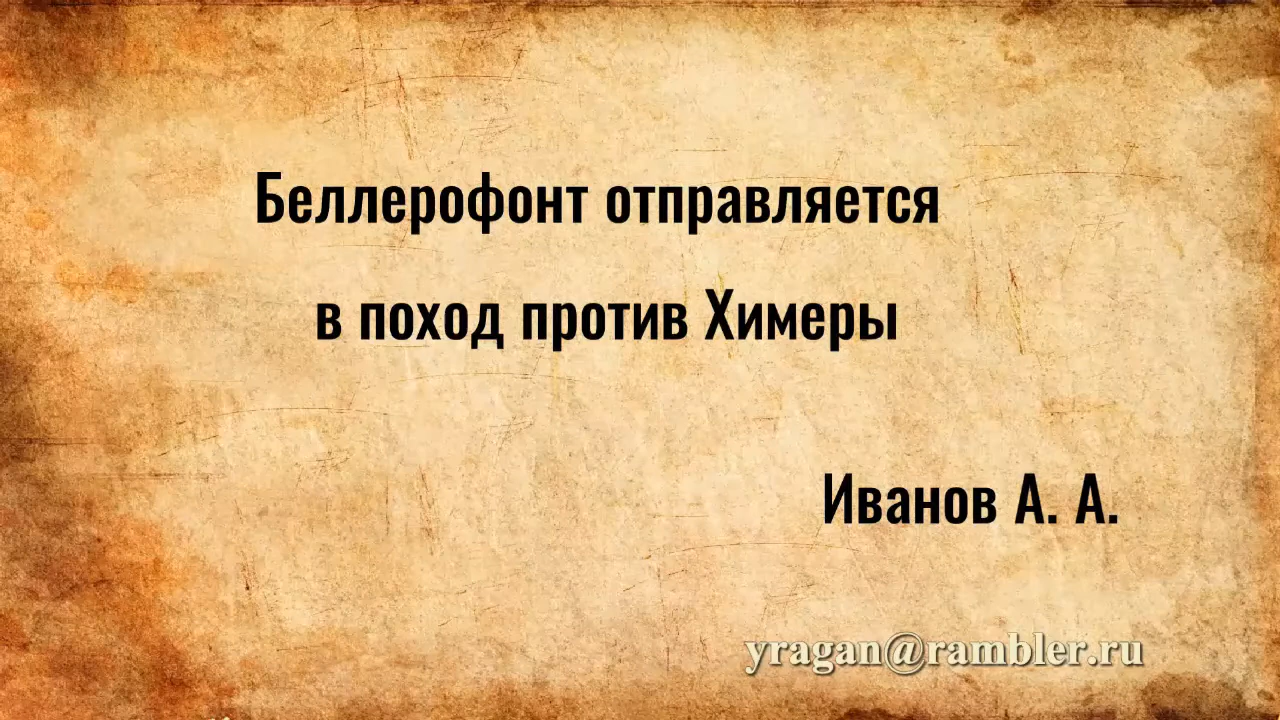 Беллерофонт отправляется
в поход против Химеры
Иванов А. А.
yragan@rambler.ru